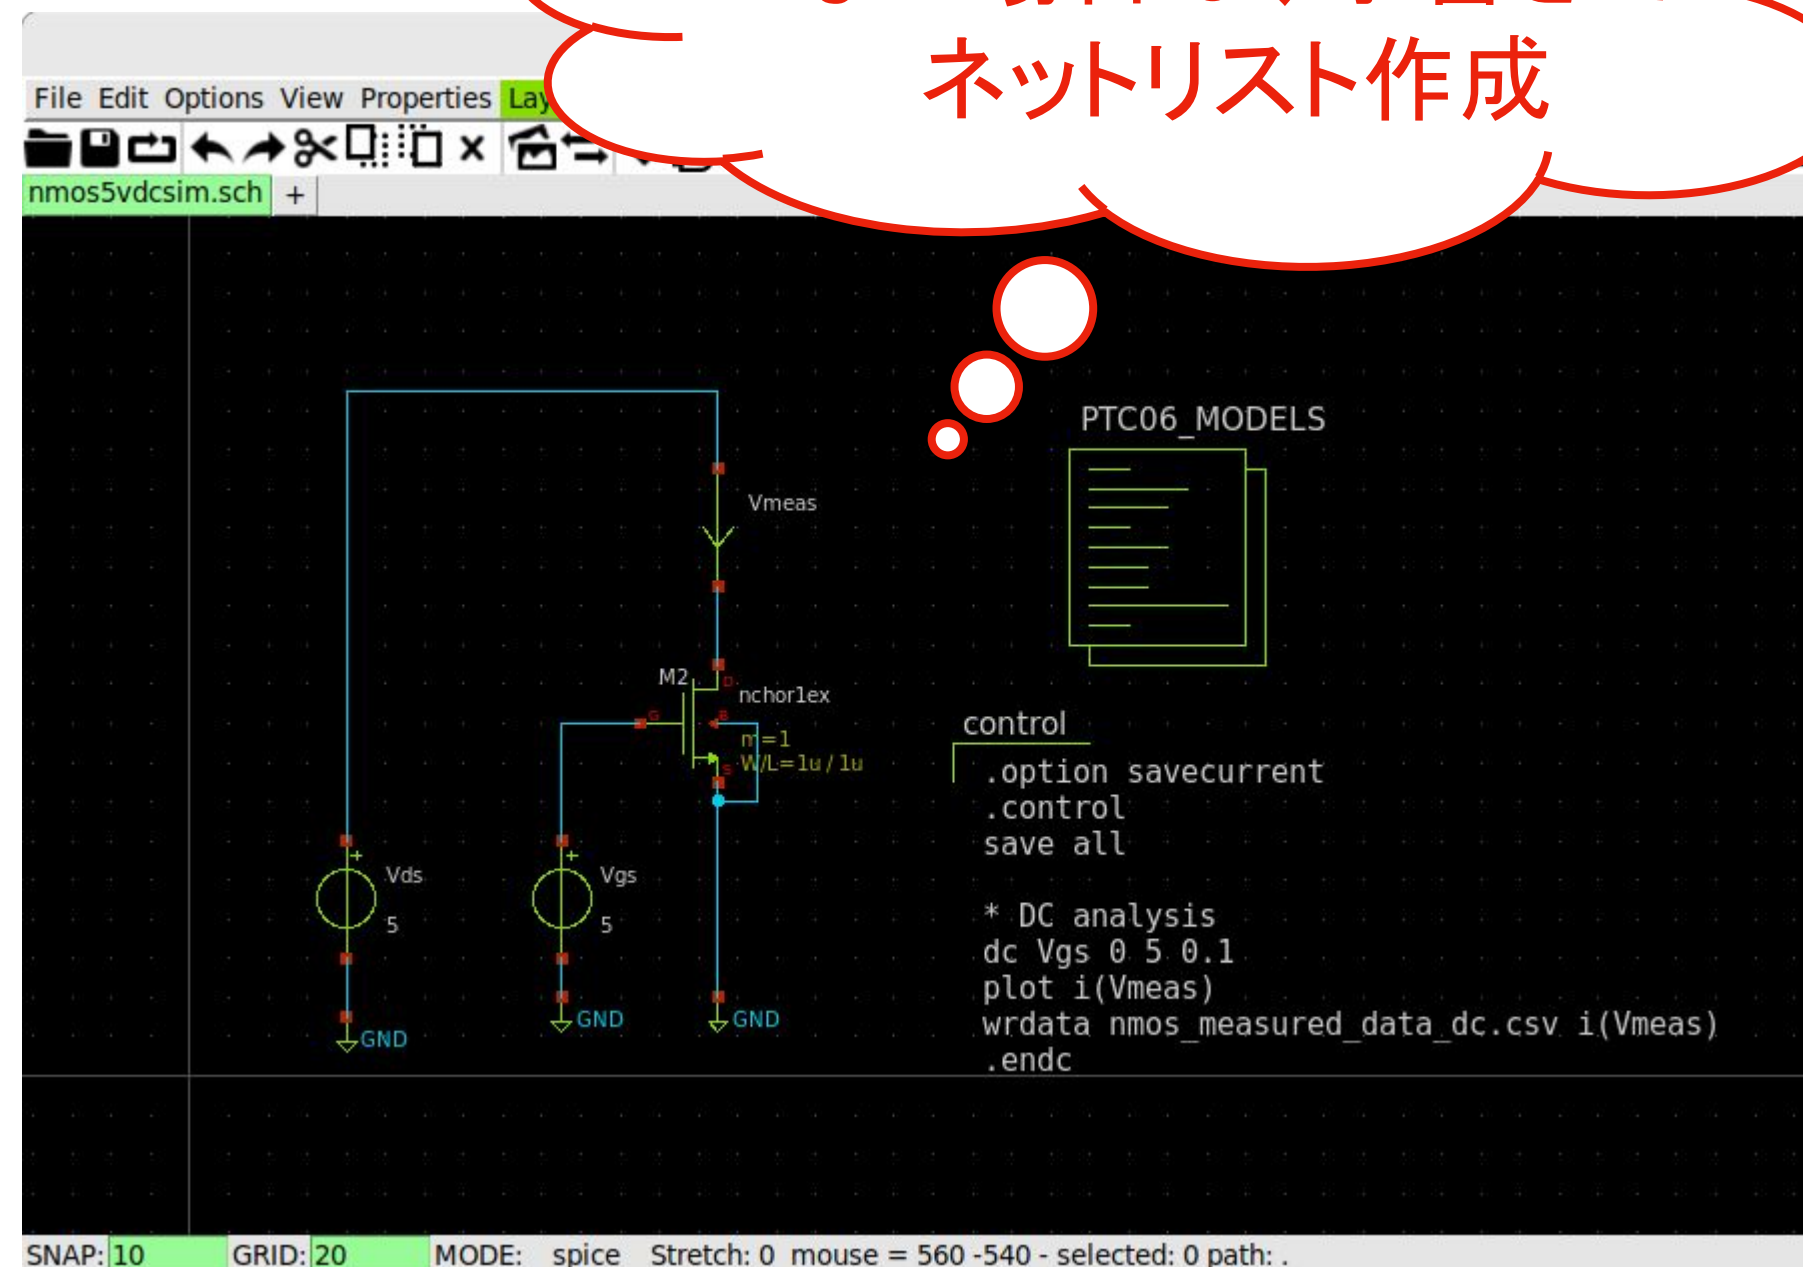 ネットリスト作成
File Edit Options View Properties
nmos5vdcsim.sch +
PTC06_MODELS
Vmeas
M2
D
nchor1ex
G
B
m=1
W/L=1u / 1u
S
control
.option savecurrent
.control
save all
* DC analysis
dc Vgs 0 5 0.1
plot i(Vmeas)
wrdata nmos_measured_data_dc.csv i(Vmeas)
.endc
+
Vds
5
+
Vgs
5
GND
GND
GND
SNAP: 10 GRID: 20 MODE: spice Stretch: 0 mouse = 560 -540 - selected: 0 path: .